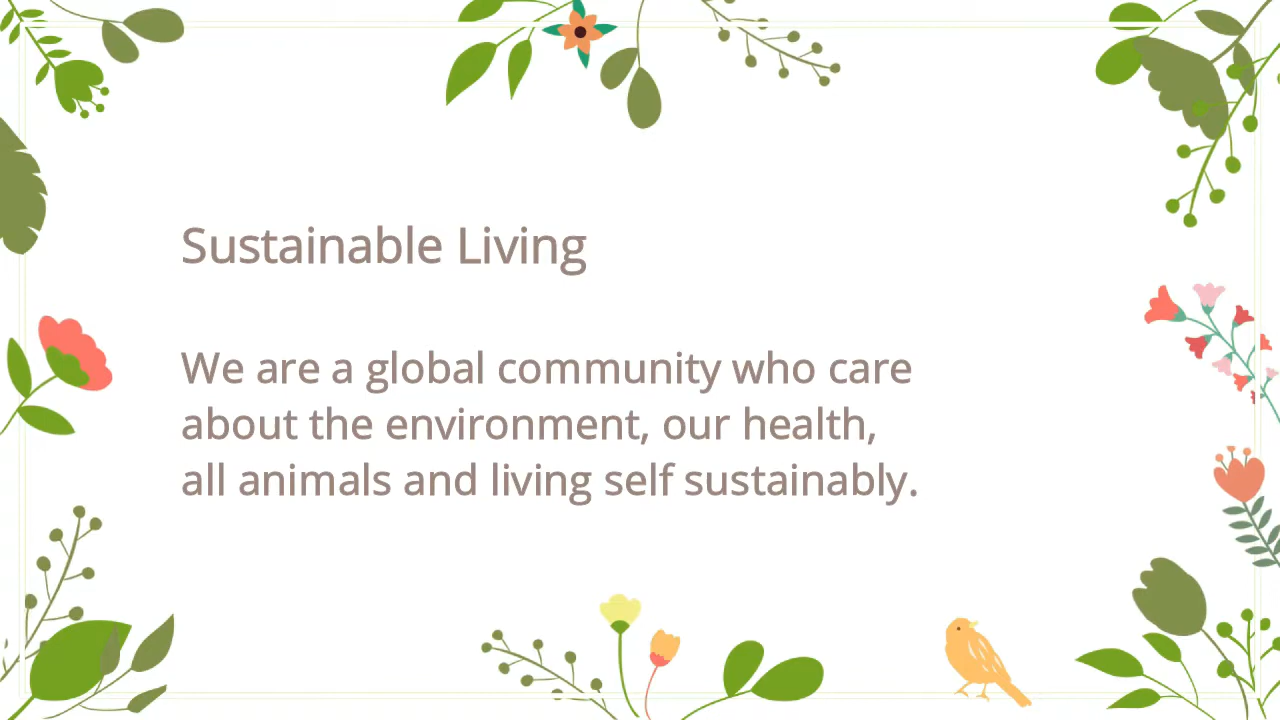 Sustainable Living
We are a global community who care
about the environment, our health,
all animals and living self sustainably.